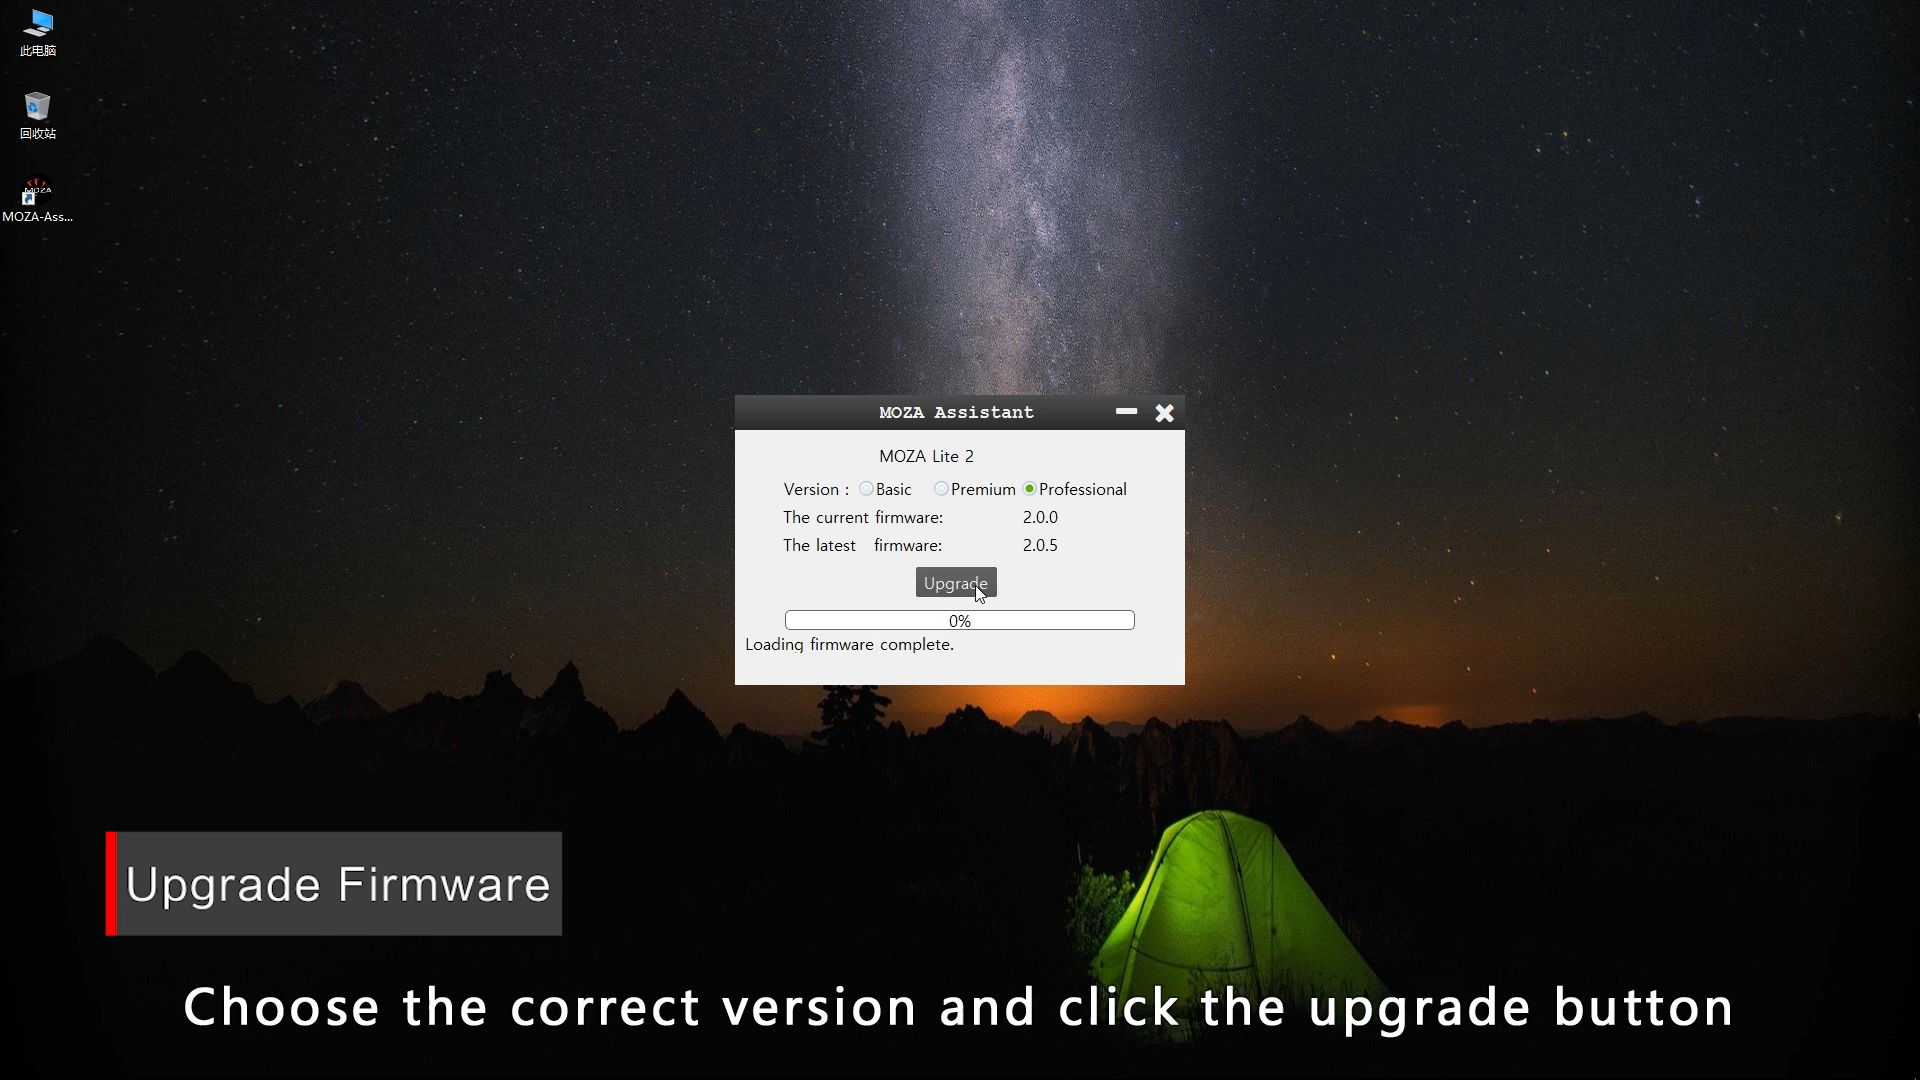 此电脑
回收站
MOZA
MOZA-Ass...
MOZA Assistant
MOZA Lite 2
Version : Basic Premium Professional
The current firmware: 2.0.0
The latest firmware: 2.0.5
Upgrade
0%
Loading firmware complete.
Upgrade Firmware
Choose the correct version and click the upgrade button